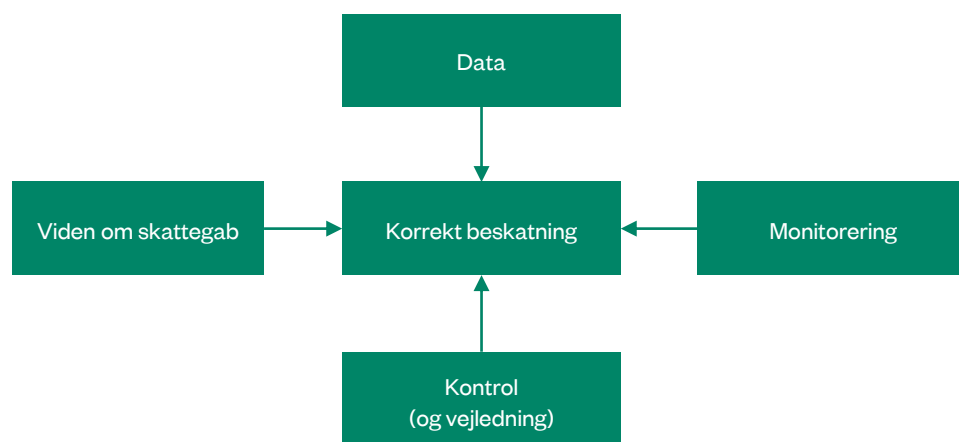 Data
Viden om skattegab
Korrekt beskatning
Monitorering
Kontrol
(og vejledning)